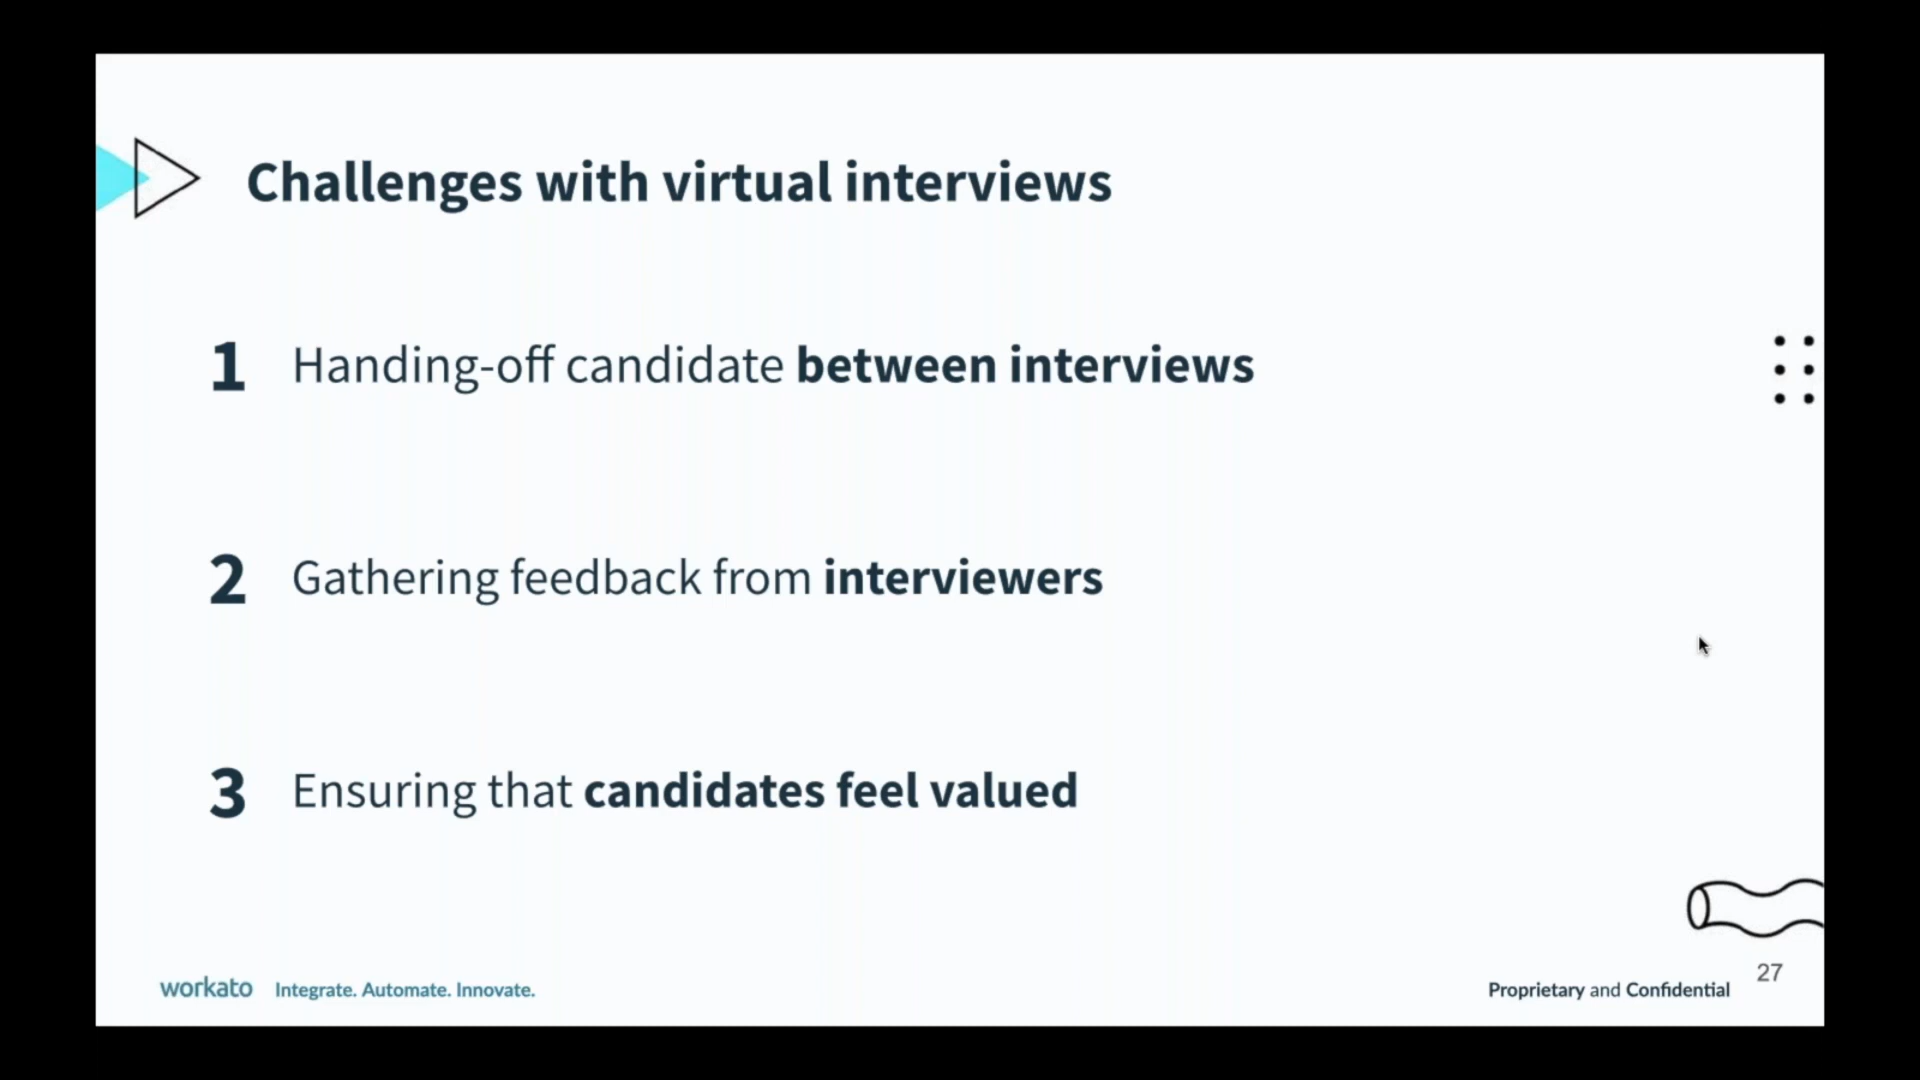 Challenges with virtual interviews
1 Handing-off candidate between interviews
2 Gathering feedback from interviewers
3 Ensuring that candidates feel valued
workato Integrate. Automate. Innovate.
Proprietary and Confidential 27